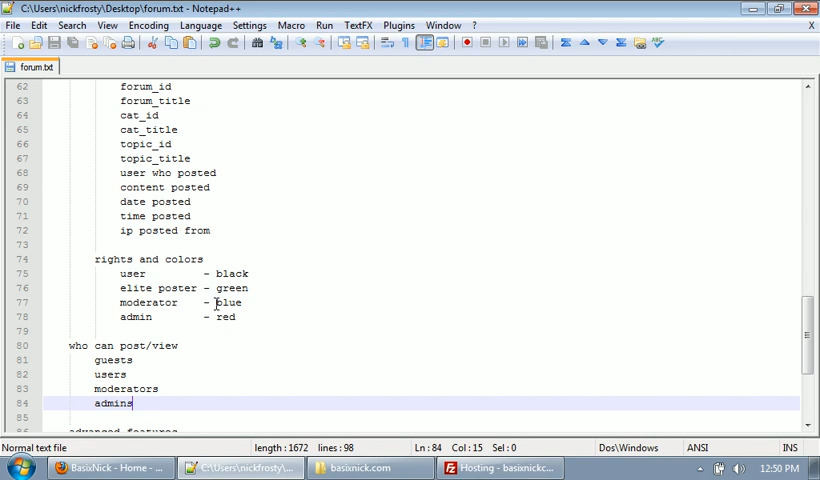 C:\Users\nickfrosty\Desktop\forum.txt - Notepad++
File Edit Search View Encoding Language Settings Macro Run TextFX Plugins Window ? X
forum.txt
62 forum_id
63 forum_title
64 cat_id
65 cat_title
66 topic_id
67 topic_title
68 user who posted
69 content posted
70 date posted
71 time posted
72 ip posted from
73
74 rights and colors
75 user - black
76 elite poster - green
77 moderator - blue
78 admin - red
79
80 who can post/view
81 guests
82 users
83 moderators
84 admins
85
86 advanced features
Normal text file length : 1672 lines : 98 Ln : 84 Col : 15 Sel : 0 Dos\Windows ANSI INS
BasixNick - Home - ... C:\Users\nickfrosty\... basixnick.com Hosting - basixnickc... 12:50 PM